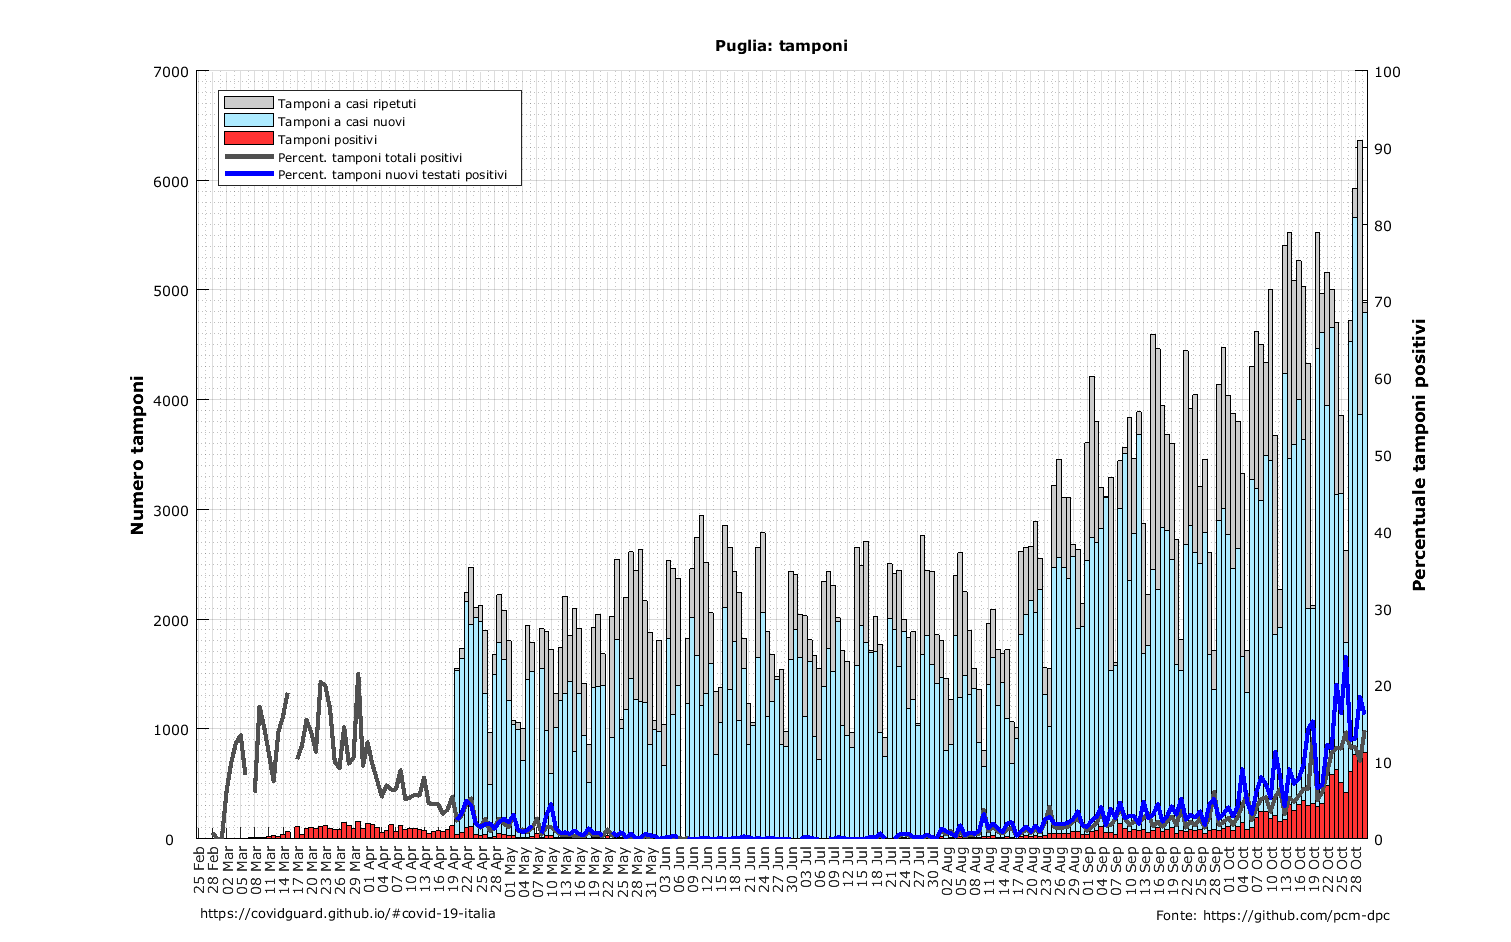 Puglia: tamponi
7000
6000
5000
4000
3000
2000
1000
0
Numero tamponi
Tamponi a casi ripetuti
Tamponi a casi nuovi
Tamponi positivi
Percent. tamponi totali positivi
Percent. tamponi nuovi testati positivi
100
90
80
70
60
50
40
30
20
10
0
Percentuale tamponi positivi
25 Feb
28 Feb
02 Mar
05 Mar
08 Mar
11 Mar
14 Mar
17 Mar
20 Mar
23 Mar
26 Mar
29 Mar
01 Apr
04 Apr
07 Apr
10 Apr
13 Apr
16 Apr
19 Apr
22 Apr
25 Apr
28 Apr
01 May
04 May
07 May
10 May
13 May
16 May
19 May
22 May
25 May
28 May
31 May
03 Jun
06 Jun
09 Jun
12 Jun
15 Jun
18 Jun
21 Jun
24 Jun
27 Jun
30 Jun
03 Jul
06 Jul
09 Jul
12 Jul
15 Jul
18 Jul
21 Jul
24 Jul
27 Jul
30 Jul
02 Aug
05 Aug
08 Aug
11 Aug
14 Aug
17 Aug
20 Aug
23 Aug
26 Aug
29 Aug
01 Sep
04 Sep
07 Sep
10 Sep
13 Sep
16 Sep
19 Sep
22 Sep
25 Sep
28 Sep
01 Oct
04 Oct
07 Oct
10 Oct
13 Oct
16 Oct
19 Oct
22 Oct
25 Oct
28 Oct
https://covidguard.github.io/#covid-19-italia
Fonte: https://github.com/pcm-dpc